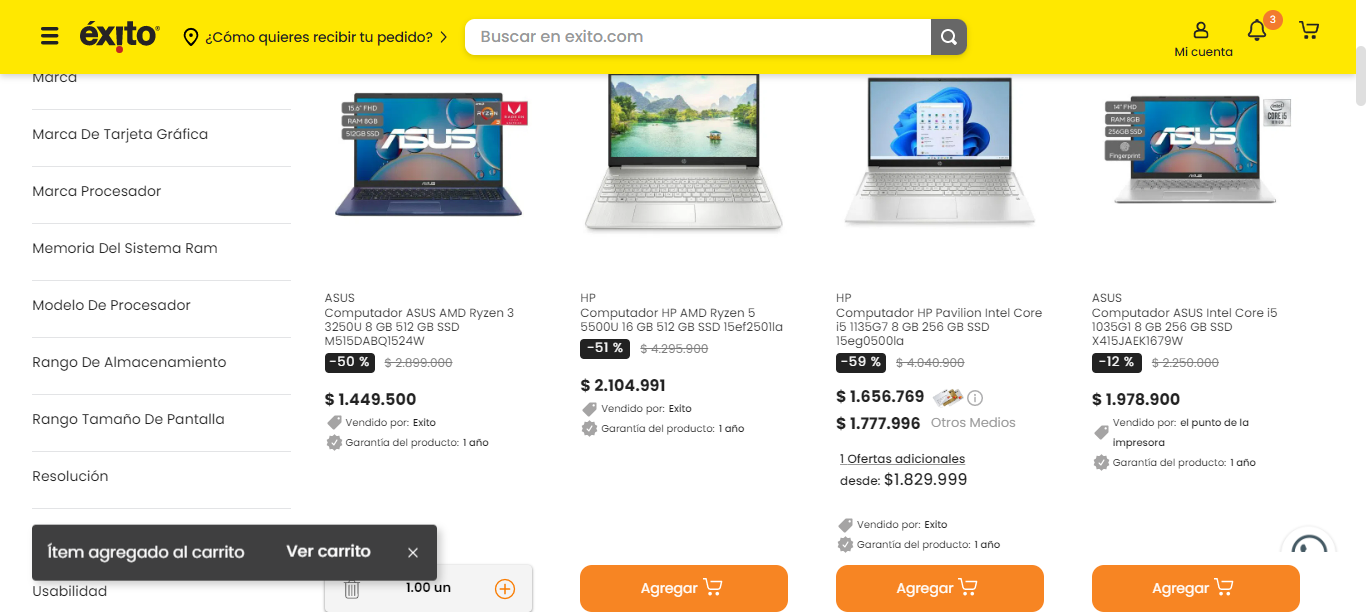 éxito
¿Cómo quieres recibir tu pedido?
Buscar en exito.com
Mi cuenta
3
Marca
Marca De Tarjeta Gráfica
Marca Procesador
Memoria Del Sistema Ram
Modelo De Procesador
Rango De Almacenamiento
Rango Tamaño De Pantalla
Resolución
Usabilidad
15.6" FHD
RAM 8GB
512GB SSD
AMD
RYZEN
3
RADEON
ASUS
ASUS
Computador ASUS AMD Ryzen 3
3250U 8 GB 512 GB SSD
M515DABQ1524W
-50 % $ 2.899.000
$ 1.449.500
Vendido por: Exito
Garantía del producto: 1 año
1.00 un
HP
Computador HP AMD Ryzen 5
5500U 16 GB 512 GB SSD 15ef2501la
-51 % $ 4.295.900
$ 2.104.991
Vendido por: Exito
Garantía del producto: 1 año
Agregar
HP
Computador HP Pavilion Intel Core
i5 1135G7 8 GB 256 GB SSD
15eg0500la
-59 % $ 4.040.900
$ 1.656.769
$ 1.777.996 Otros Medios
1 Ofertas adicionales
desde: $1.829.999
Vendido por: Exito
Garantía del producto: 1 año
Agregar
14" FHD
RAM 8GB
256GB SSD
Fingerprint
intel
CORE i5
ASUS
ASUS
Computador ASUS Intel Core i5
1035G1 8 GB 256 GB SSD
X415JAEK1679W
-12 % $ 2.250.000
$ 1.978.900
Vendido por: el punto de la
impresora
Garantía del producto: 1 año
Agregar
Ítem agregado al carrito Ver carrito ×